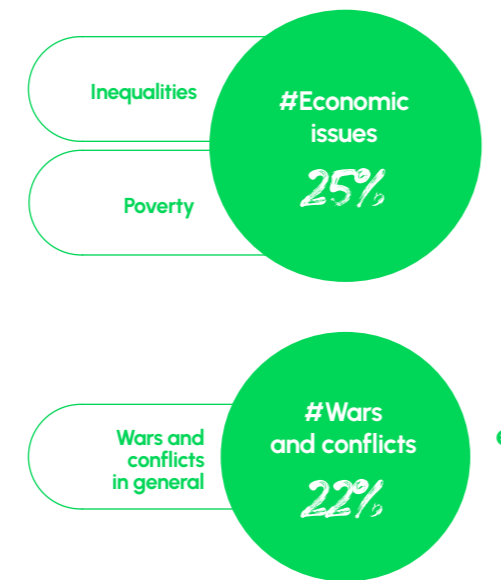 Inequalities
#Economic
issues
25%
Poverty
#Wars
and conflicts
22%
Wars and
conflicts
in general